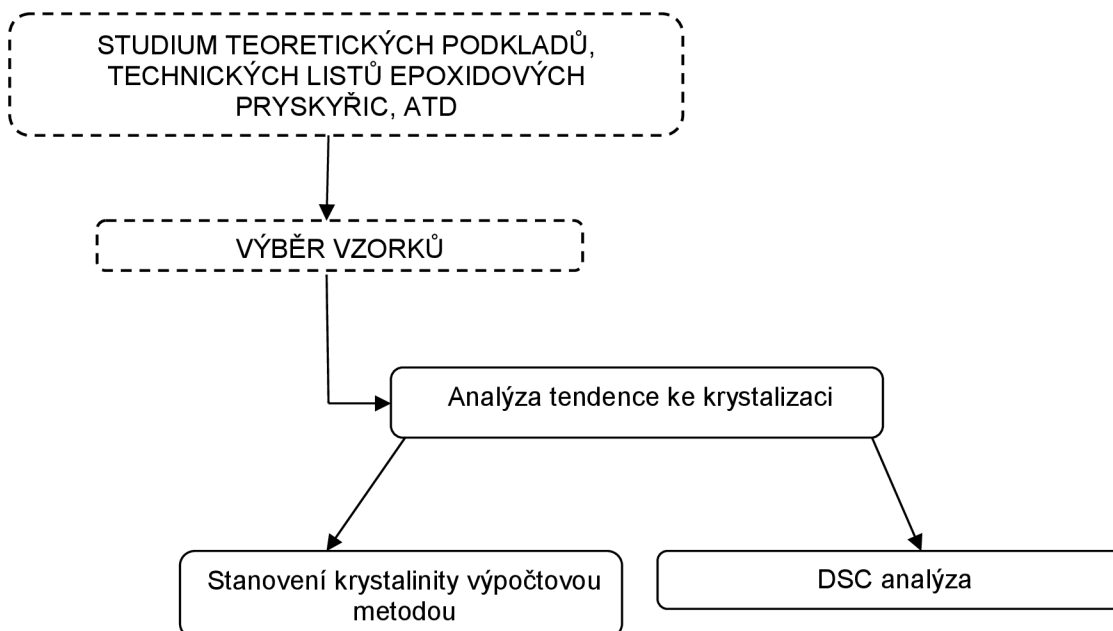 STUDIUM TEORETICKÝCH PODKLADŮ,
TECHNICKÝCH LISTŮ EPOXIDOVÝCH
PRYSKYŘIC, ATD
VÝBĚR VZORKŮ
Analýza tendence ke krystalizaci
Stanovení krystalinity výpočtovou
metodou
DSC analýza